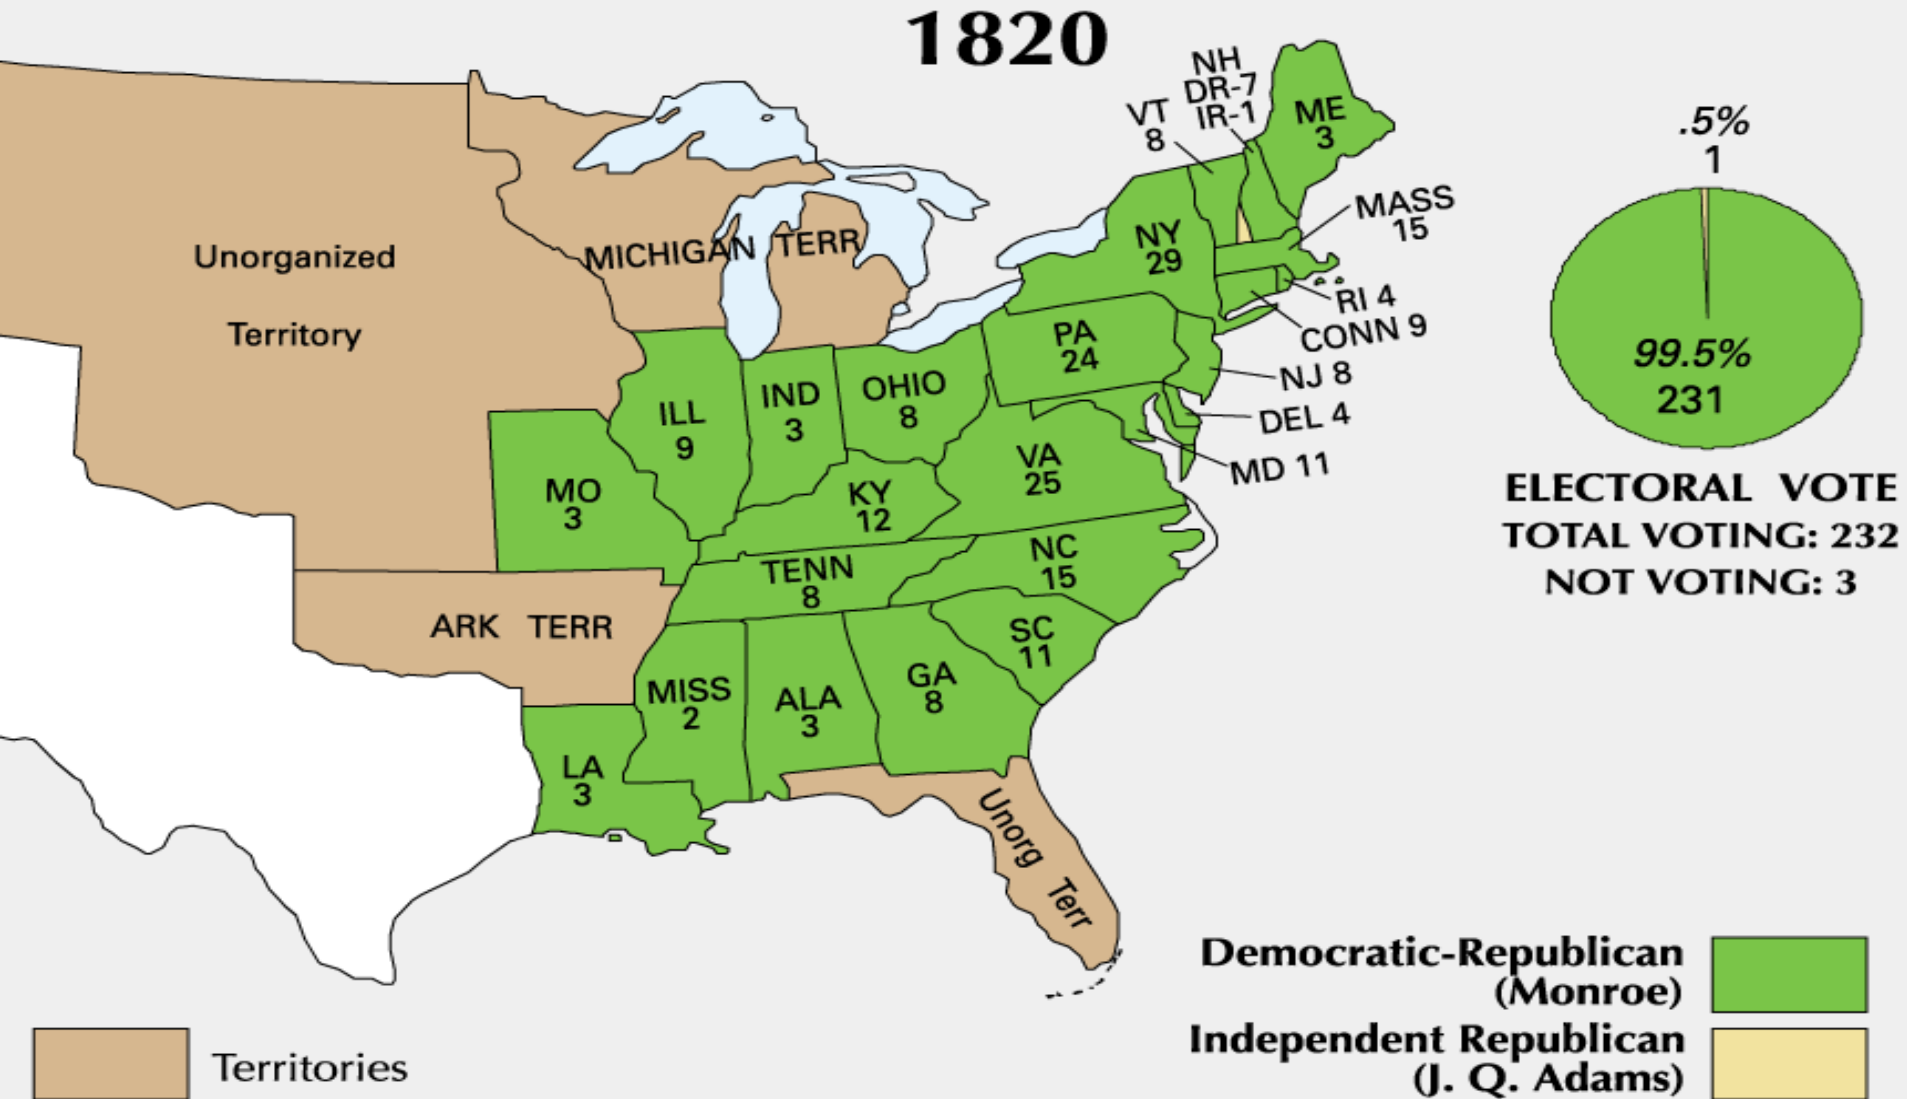 1820
NH
DR-7
IR-1
VT
8
ME
3
MASS
15
NY
29
RI 4
CONN 9
PA
24
NJ 8
DEL 4
MD 11
Unorganized
Territory
MICHIGAN TERR
ILL
9
IND
3
OHIO
8
MO
3
KY
12
VA
25
TENN
8
NC
15
ARK TERR
SC
11
MISS
2
ALA
3
GA
8
LA
3
Unorg Terr
.5%
1
99.5%
231
ELECTORAL VOTE
TOTAL VOTING: 232
NOT VOTING: 3
Democratic-Republican
(Monroe)
Independent Republican
(J. Q. Adams)
Territories